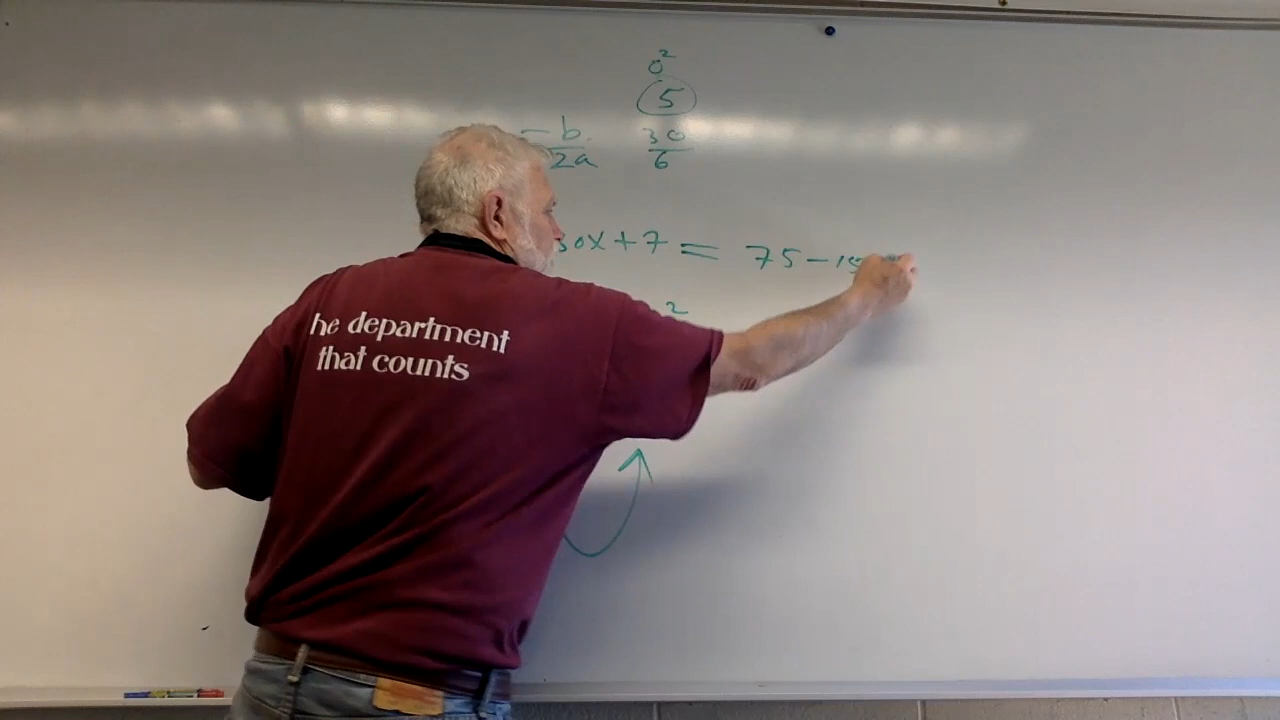 0²
5
-b/2a 30/6
30x+7 = 75-15
2
he department
that counts